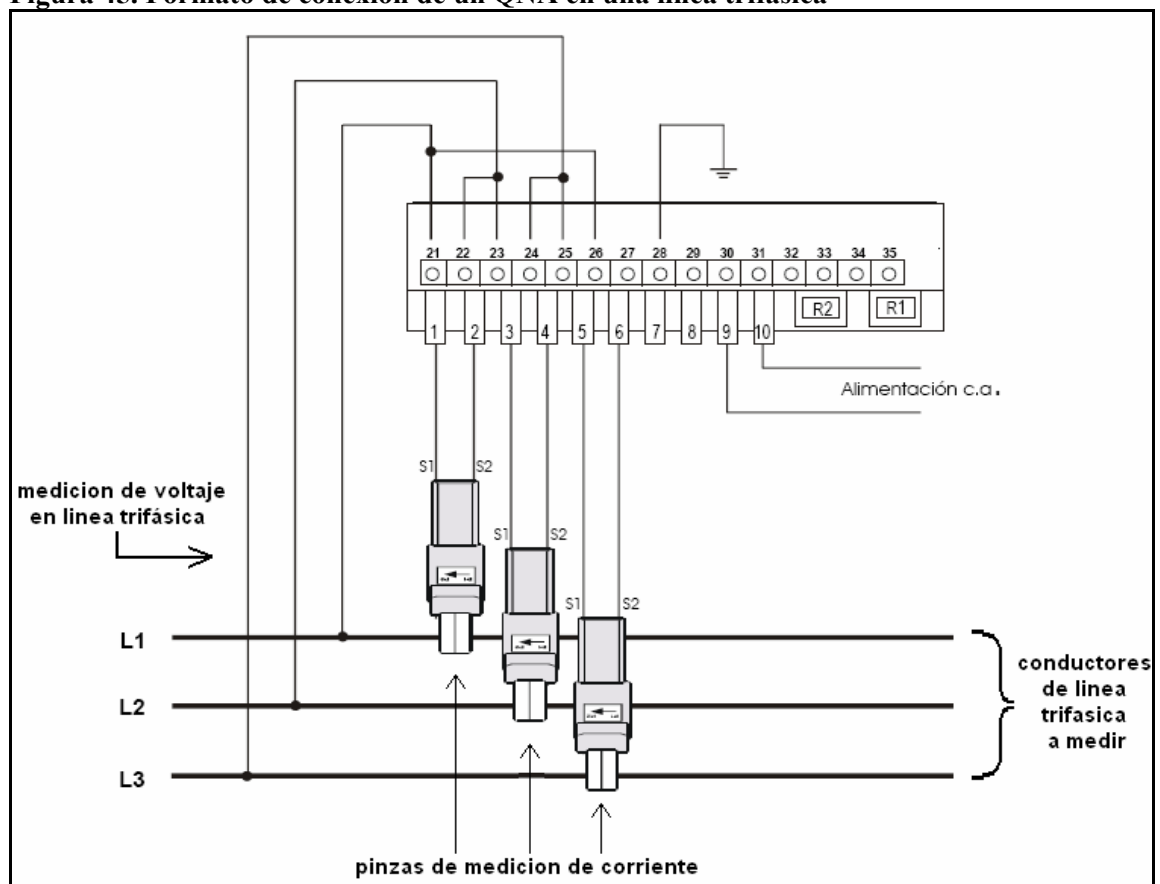 Figura 45. Formato de conexión de un QNA en una línea trifásica
21 22 23 24 25 26 27 28 29 30 31 32 33 34 35
R2 R1
1 2 3 4 5 6 7 8 9 10
Alimentación c.a.
S1 S2
medicion de voltaje
en linea trifásica
S1 S2
S1 S2
L1
L2
L3
conductores
de linea
trifasica
a medir
pinzas de medicion de corriente